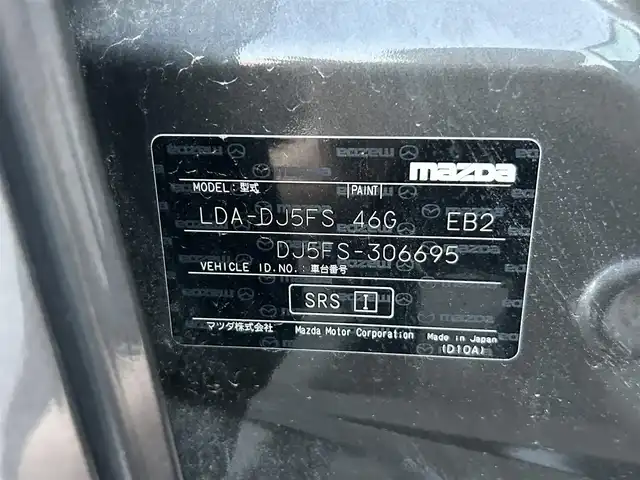 mazda
MODEL:型式 PAINT
LDA-DJ5FS 46G EB2
DJ5FS-306695
VEHICLE ID.NO.:車台番号
SRS I
マツダ株式会社 Mazda Motor Corporation Made in Japan
(D10A)